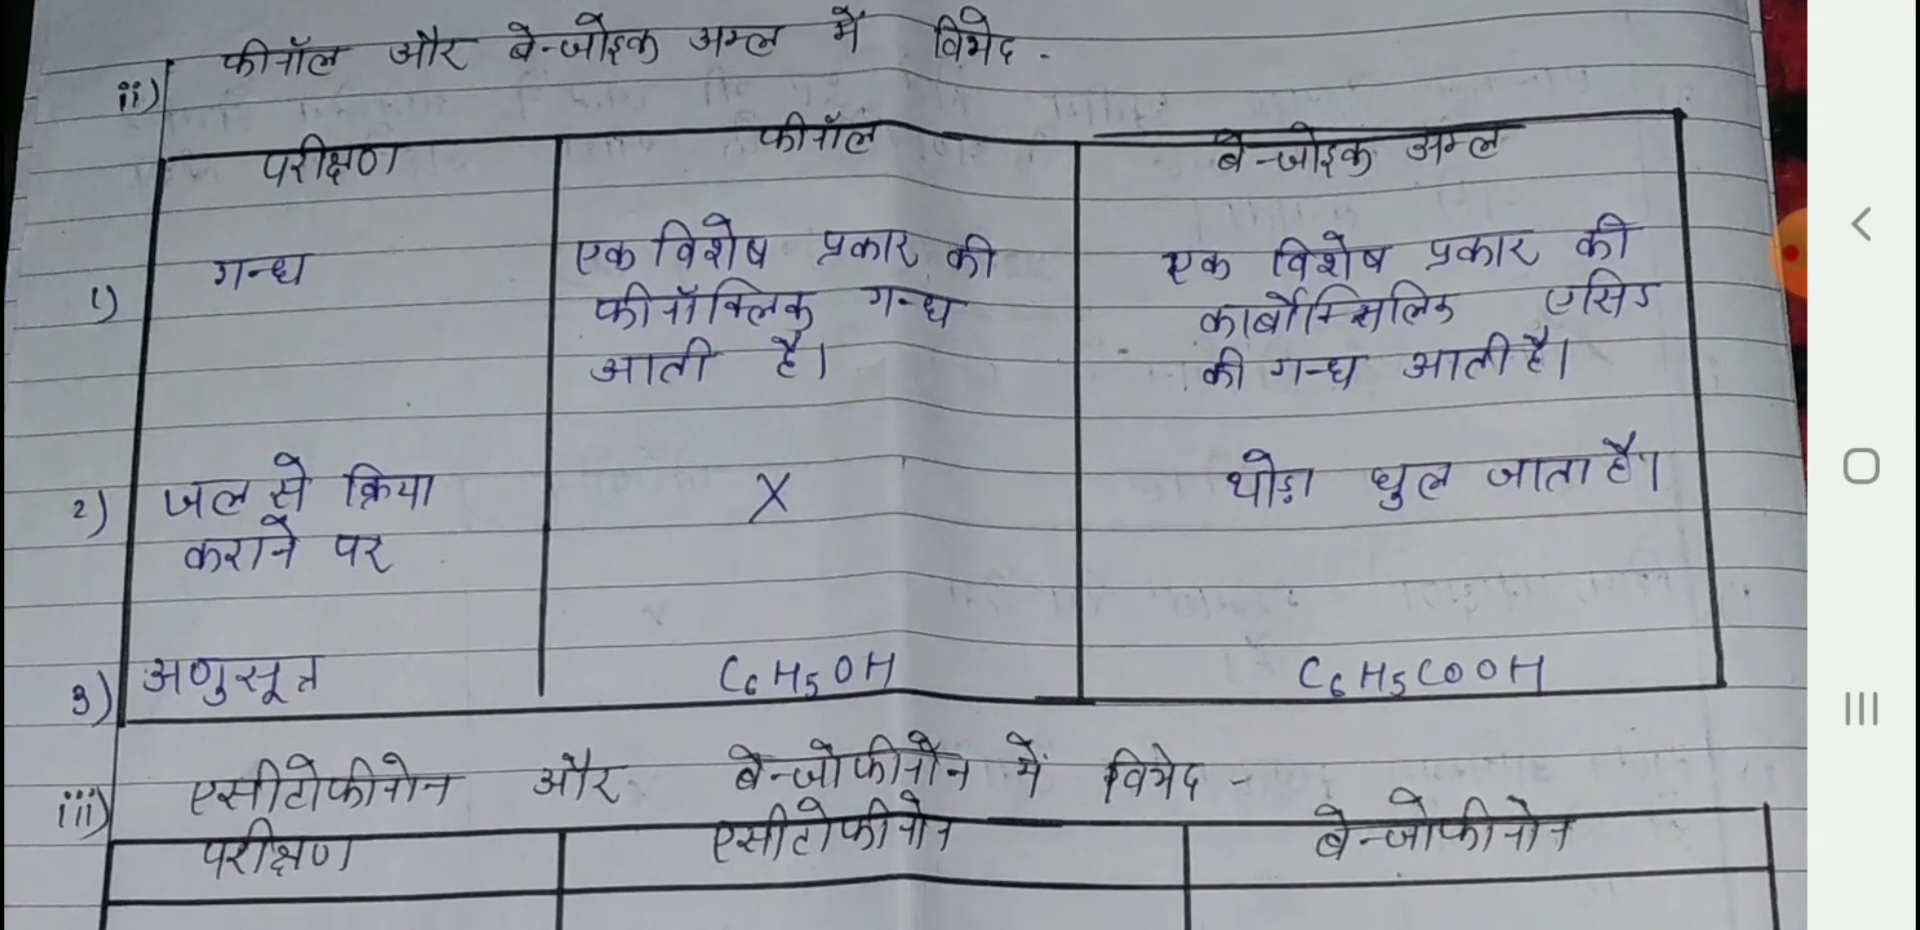 ii) फीनॉल और बेन्जोइक अम्ल में विभेद -
परीक्षण फीनॉल बेन्जोइक अम्ल
1) गन्ध एक विशेष प्रकार की एक विशेष प्रकार की
फीनॉक्लिक गन्ध कार्बोक्सिलिक एसिड
आती है। की गन्ध आती है।
2) जल से क्रिया X थोड़ा धुल जाता है।
कराने पर
3) अणुसूत्र C6H5OH C6H5COOH
iii) एसीटोफीनोन और बेन्जोफीनौन में विभेद -
परीक्षण एसीटोफीनोन बेन्जोफीनोन